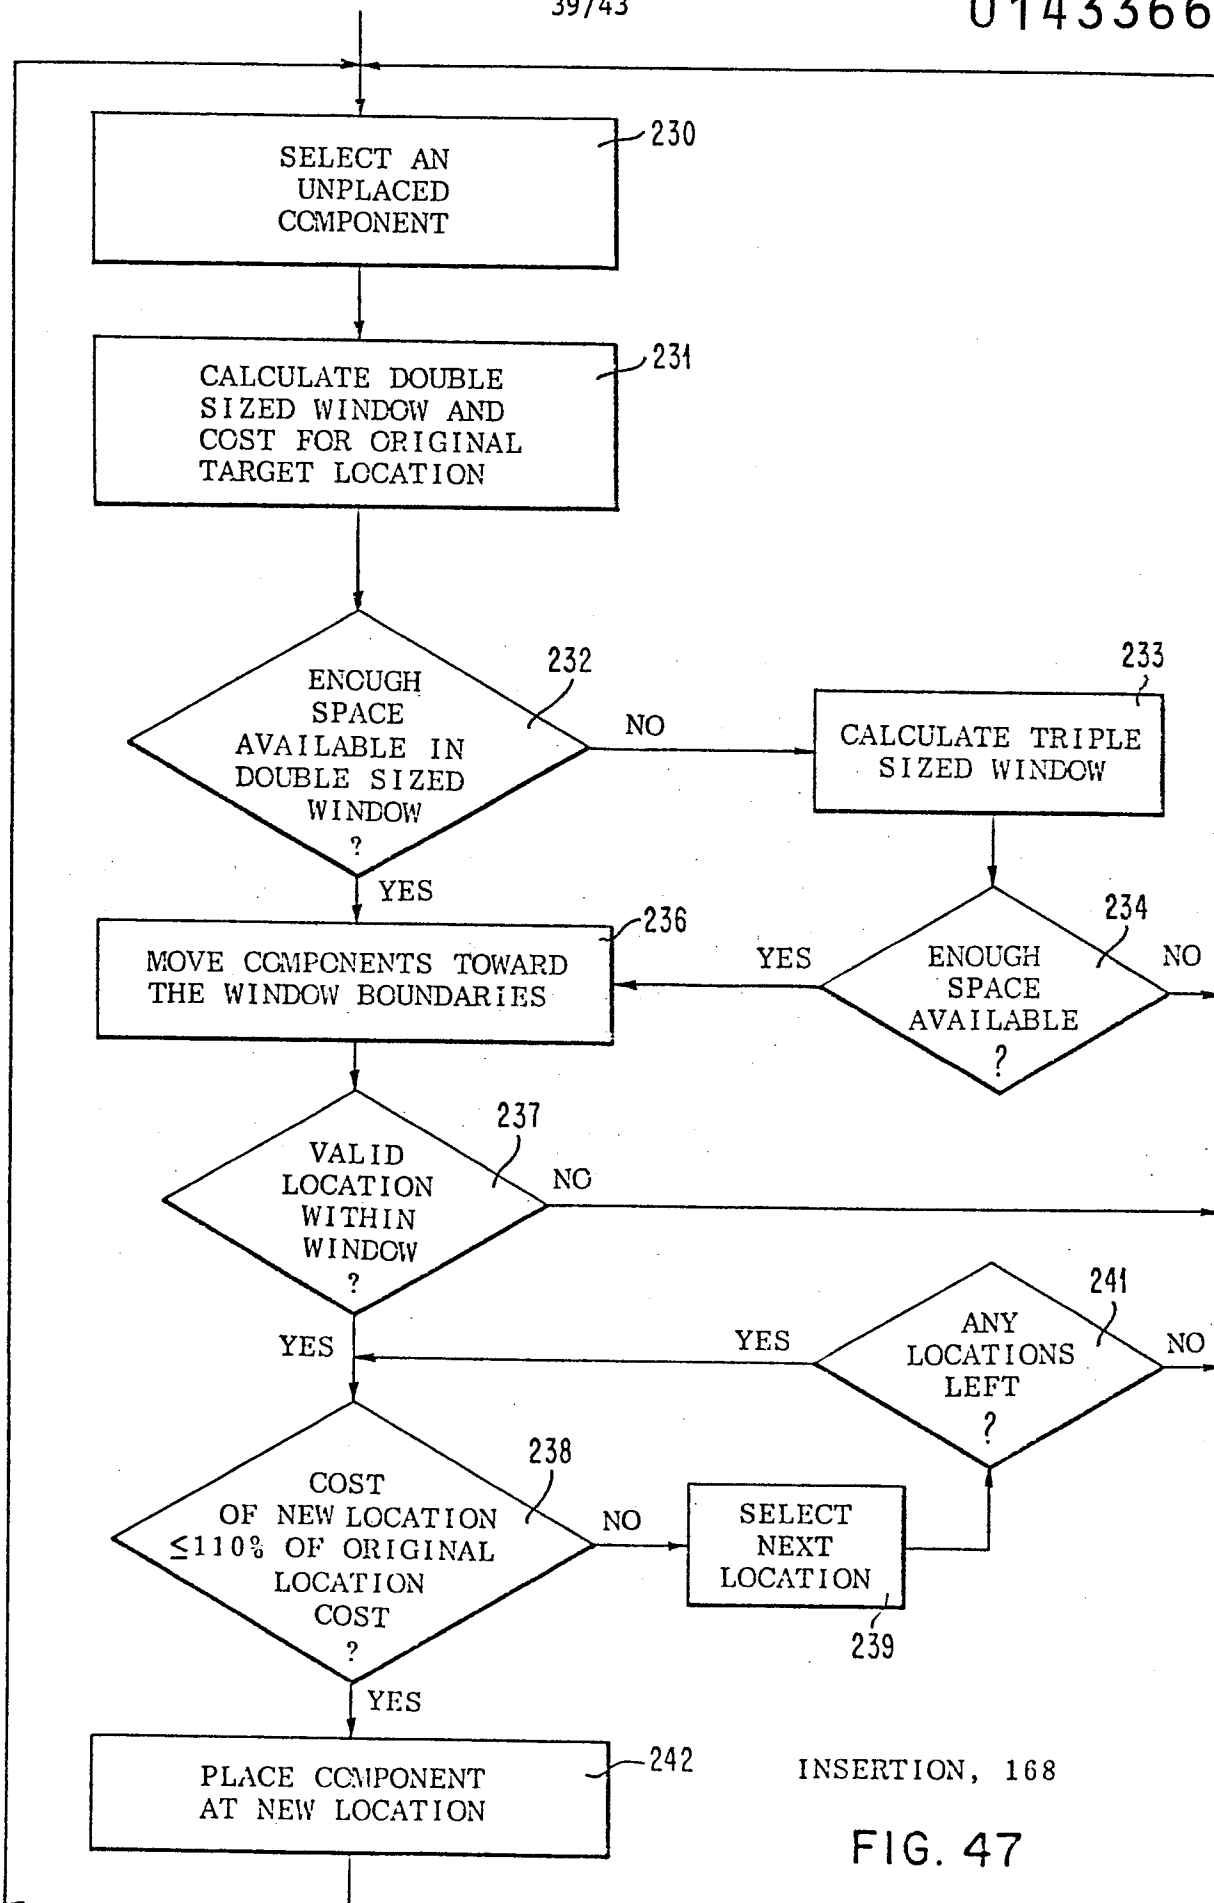 39/43
0143366
230
SELECT AN
UNPLACED
COMPONENT
231
CALCULATE DOUBLE
SIZED WINDOW AND
COST FOR ORIGINAL
TARGET LOCATION
232
ENOUGH
SPACE
AVAILABLE IN
DOUBLE SIZED
WINDOW
?
NO
YES
233
CALCULATE TRIPLE
SIZED WINDOW
234
ENOUGH
SPACE
AVAILABLE
?
YES
NO
236
MOVE COMPONENTS TOWARD
THE WINDOW BOUNDARIES
237
VALID
LOCATION
WITHIN
WINDOW
?
NO
YES
241
ANY
LOCATIONS
LEFT
?
YES
NO
238
COST
OF NEW LOCATION
≤110% OF ORIGINAL
LOCATION
COST
?
NO
YES
SELECT
NEXT
LOCATION
239
242
PLACE COMPONENT
AT NEW LOCATION
INSERTION, 168
FIG. 47